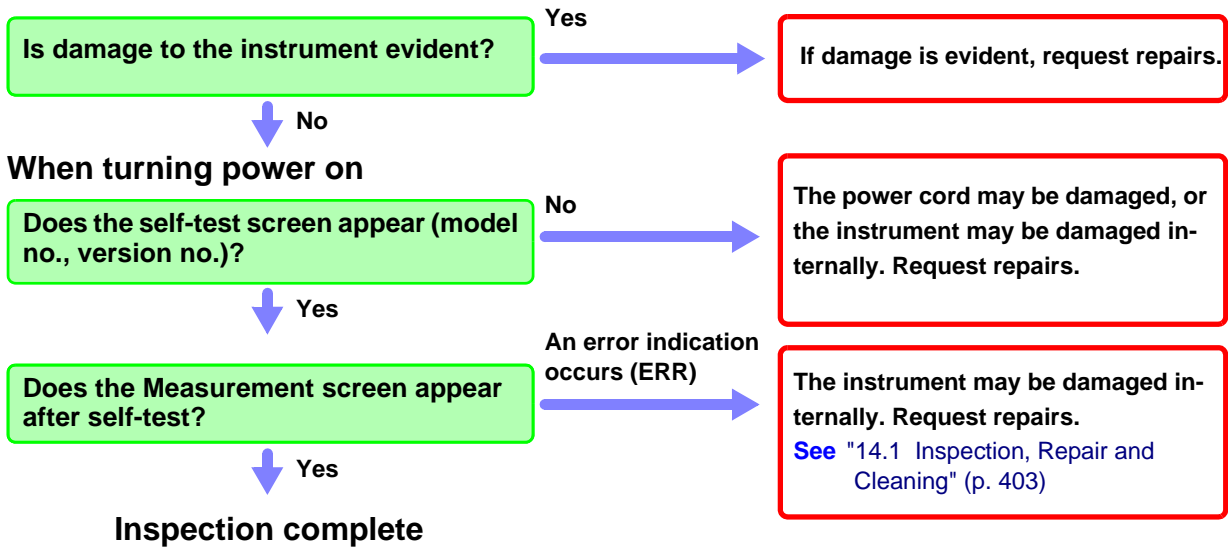 Yes
Is damage to the instrument evident?
If damage is evident, request repairs.
No
When turning power on
Does the self-test screen appear (model
no., version no.)?
No
The power cord may be damaged, or
the instrument may be damaged in-
ternally. Request repairs.
Yes
An error indication
occurs (ERR)
Does the Measurement screen appear
after self-test?
The instrument may be damaged in-
ternally. Request repairs.
See "14.1 Inspection, Repair and
Cleaning" (p. 403)
Yes
Inspection complete